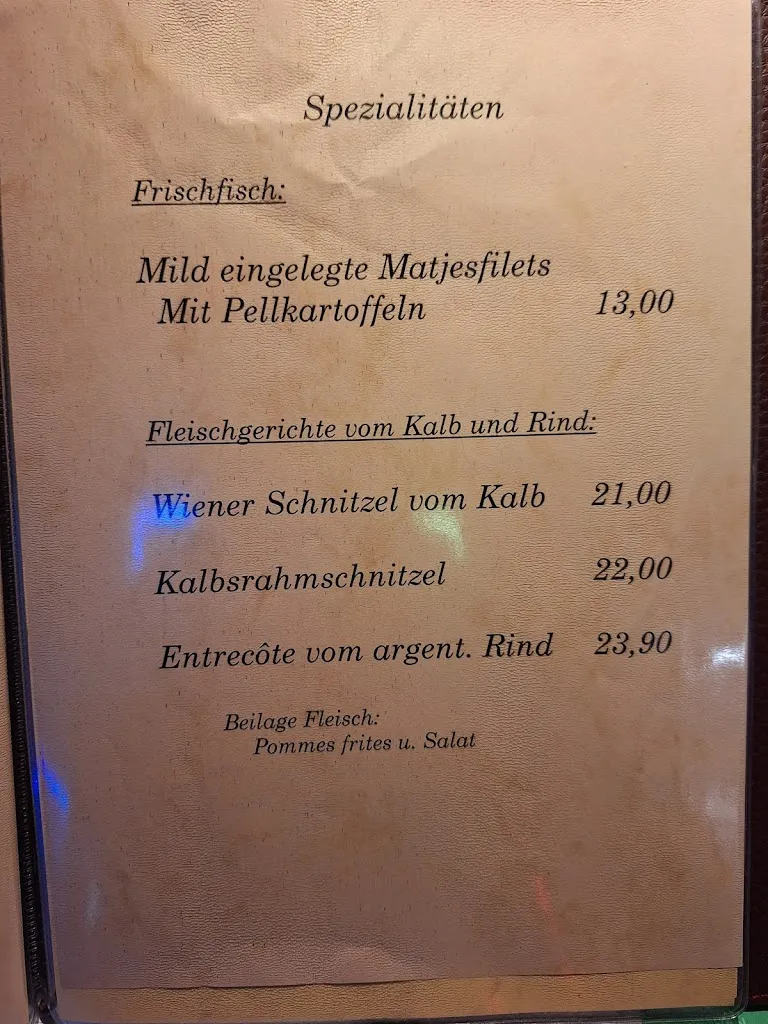 Spezialitäten
Frischfisch:
Mild eingelegte Matjesfilets
Mit Pellkartoffeln 13,00
Fleischgerichte vom Kalb und Rind:
Wiener Schnitzel vom Kalb 21,00
Kalbsrahmschnitzel 22,00
Entrecôte vom argent. Rind 23,90
Beilage Fleisch:
Pommes frites u. Salat